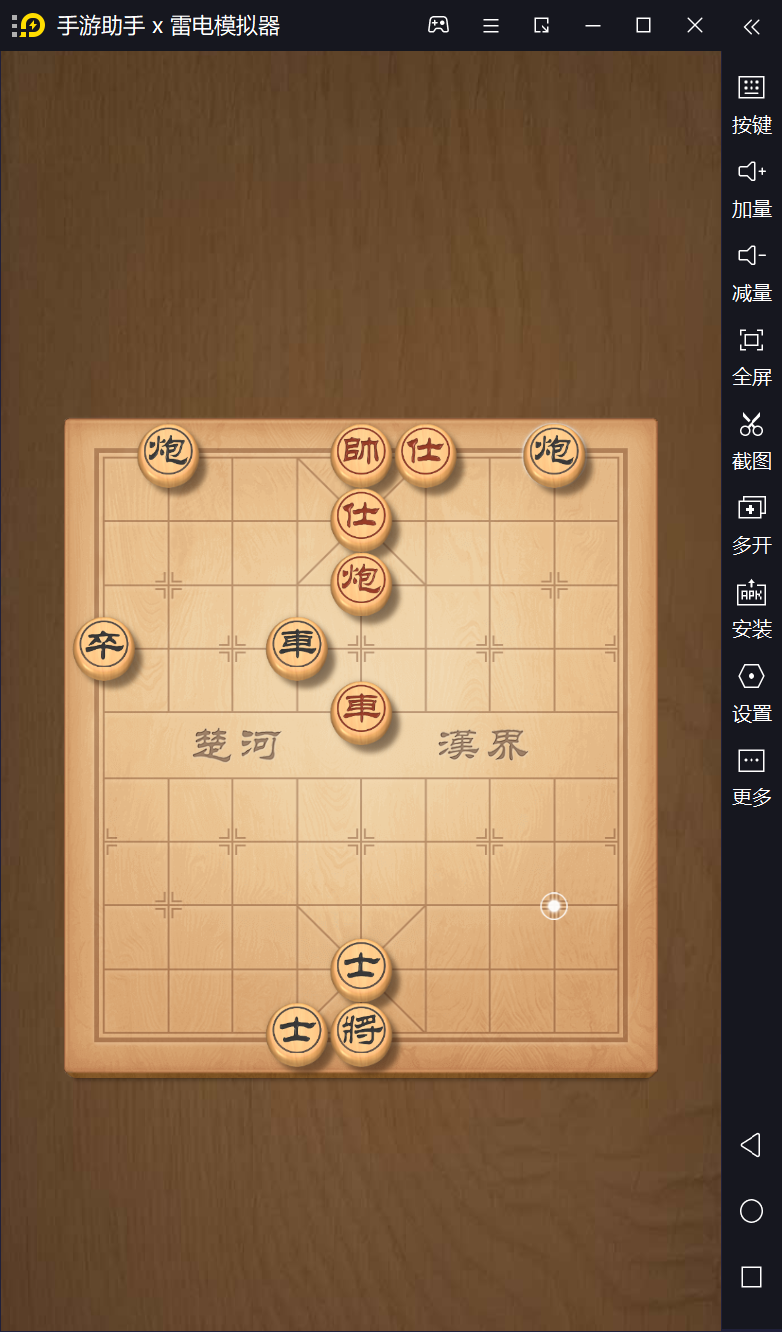 手游助手 x 雷电模拟器
按键
加量
减量
全屏
截图
多开
APK
安装
设置
更多
炮 帥 仕 炮
仕
炮
卒 車
車
楚河 漢界
士
士 將